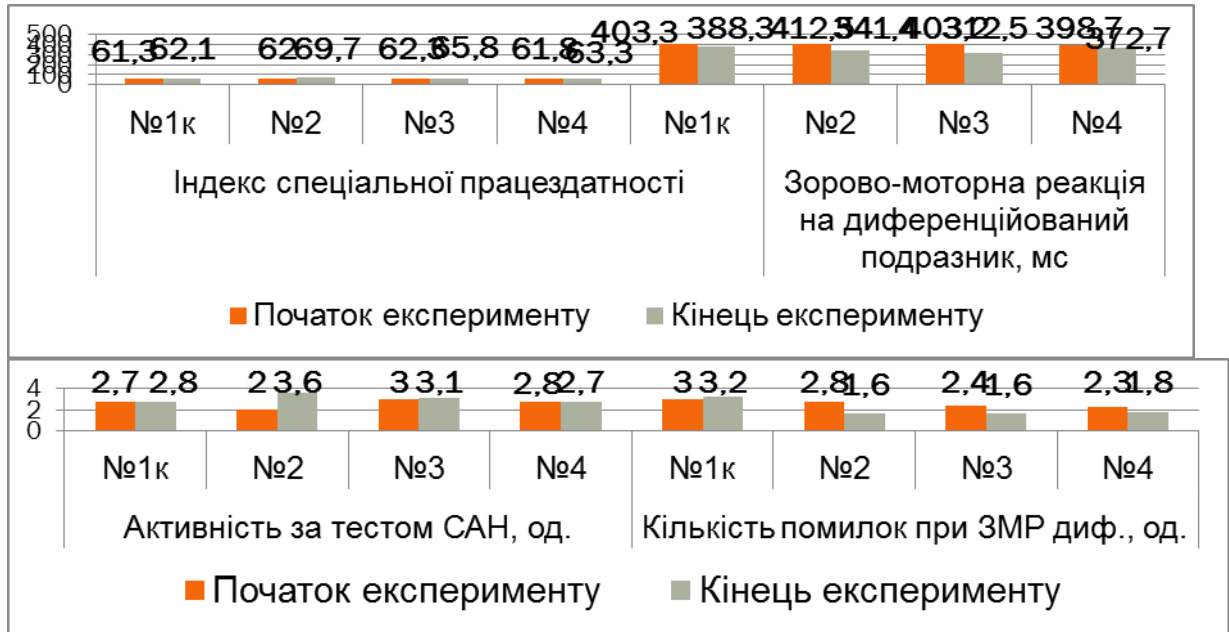 500
400
300
200
100
0
61,3 62,1 62 69,7 62,3 65,8 61,8 63,3 403,3 388,3 412,5 341,4 312,5 398,7 372,7
№1к №2 №3 №4 №1к №2 №3 №4
Індекс спеціальної працездатності
Зорово-моторна реакція
на диференційований
подразник, мс
Початок експерименту Кінець експерименту
4
2
0
2,7 2,8 2 3,6 3 3,1 2,8 2,7 3 3,2 2,8 1,6 2,4 1,6 2,3 1,8
№1к №2 №3 №4 №1к №2 №3 №4
Активність за тестом САН, од.
Кількість помилок при ЗМР диф., од.
Початок експерименту Кінець експерименту